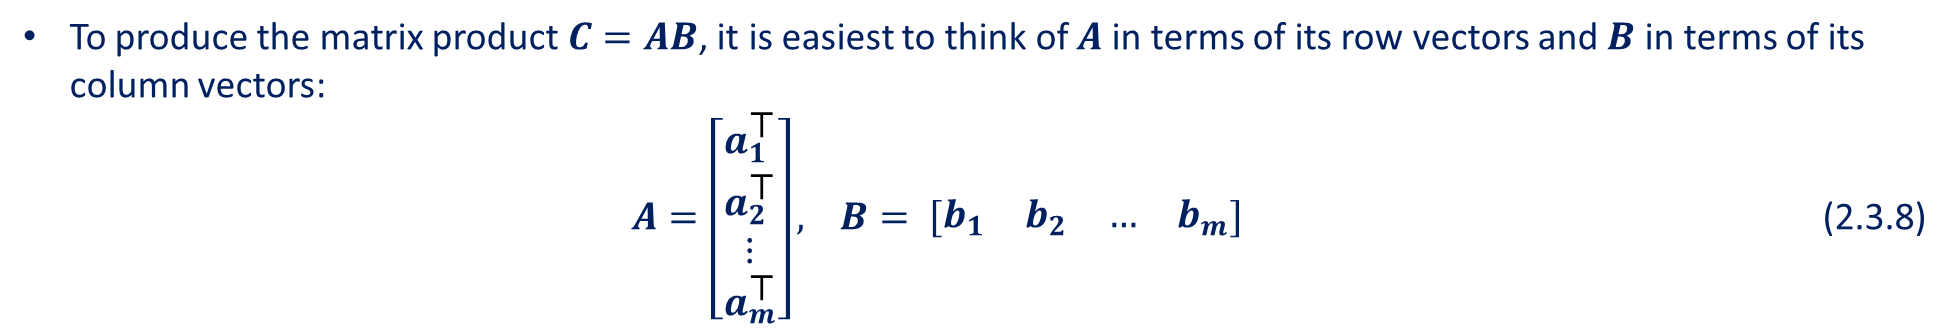 • To produce the matrix product C = AB, it is easiest to think of A in terms of its row vectors and B in terms of its
column vectors:
A = [a₁⊤ a₂⊤ ⋮ aₘ⊤], B = [b₁ b₂ … bₘ] (2.3.8)